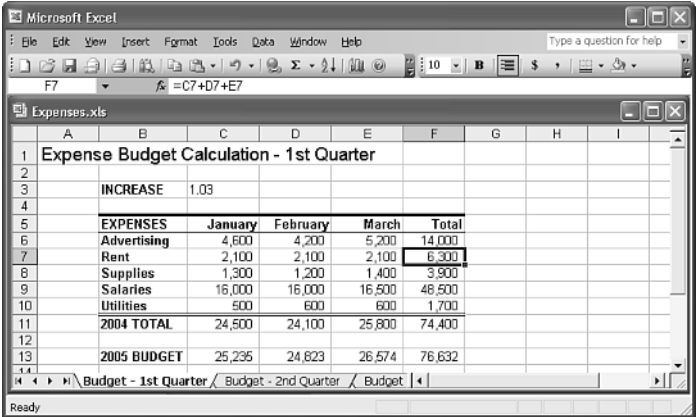 Microsoft Excel
File Edit View Insert Format Tools Data Window Help Type a question for help
10 B $ ,
F7 fx =C7+D7+E7
Expenses.xls
A B C D E F G H I
1 Expense Budget Calculation - 1st Quarter
2
3 INCREASE 1.03
4
5 EXPENSES January February March Total
6 Advertising 4,600 4,200 5,200 14,000
7 Rent 2,100 2,100 2,100 6,300
8 Supplies 1,300 1,200 1,400 3,900
9 Salaries 16,000 16,000 16,500 48,500
10 Utilities 500 600 600 1,700
11 2004 TOTAL 24,500 24,100 25,800 74,400
12
13 2005 BUDGET 25,235 24,823 26,574 76,632
14
Budget - 1st Quarter Budget - 2nd Quarter Budget
Ready